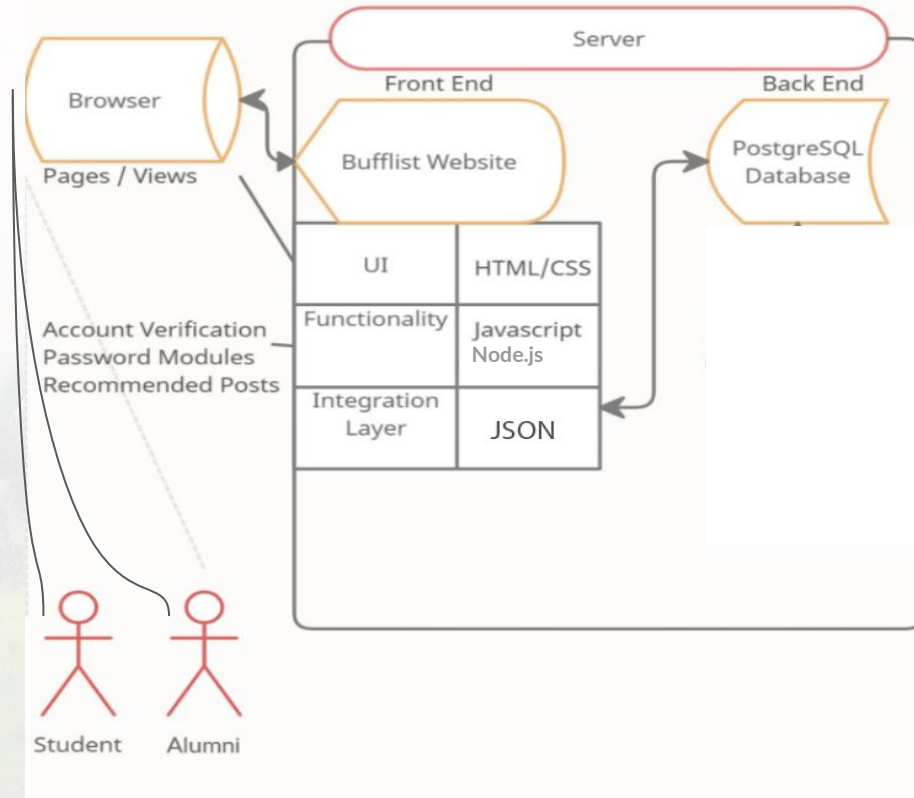 Server
Front End
Back End
Browser
Bufflist Website
PostgreSQL
Database
Pages / Views
UI
HTML/CSS
Account Verification
Password Modules
Recommended Posts
Functionality
Javascript
Node.js
Integration
Layer
JSON
Student
Alumni